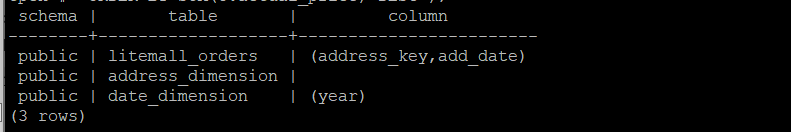 schema | table | column
--------+-------------------+------------------------
public | litemall_orders | (address_key,add_date)
public | address_dimension |
public | date_dimension | (year)
(3 rows)